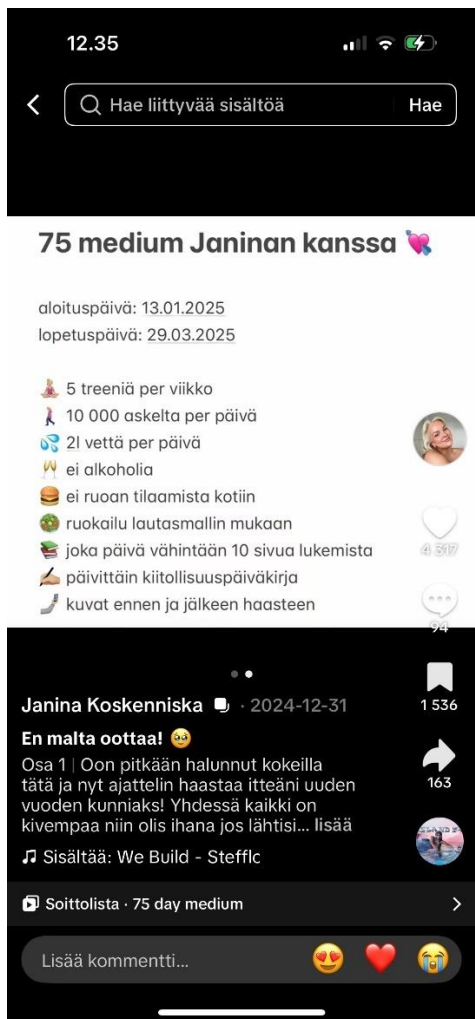 12.35
Hae liittyvää sisältöä Hae
75 medium Janinan kanssa 💘
aloituspäivä: 13.01.2025
lopetuspäivä: 29.03.2025
🧘🏼‍♀️ 5 treeniä per viikko
🚶🏼‍♀️ 10 000 askelta per päivä
💦 2l vettä per päivä
🥂 ei alkoholia
🍔 ei ruoan tilaamista kotiin
🥗 ruokailu lautasmallin mukaan
📚 joka päivä vähintään 10 sivua lukemista
✍🏼 päivittäin kiitollisuuspäiväkirja
🤳🏼 kuvat ennen ja jälkeen haasteen
4 317
94
1 536
163
Janina Koskenniska · 2024-12-31
En malta oottaa! 🥹
Osa 1 | Oon pitkään halunnut kokeilla
tätä ja nyt ajattelin haastaa itteäni uuden
vuoden kunniaks! Yhdessä kaikki on
kivempaa niin olis ihana jos lähtisi... lisää
♫ Sisältää: We Build - Stefflc
Soittolista · 75 day medium
Lisää kommentti... 😍 ❤️ 😭